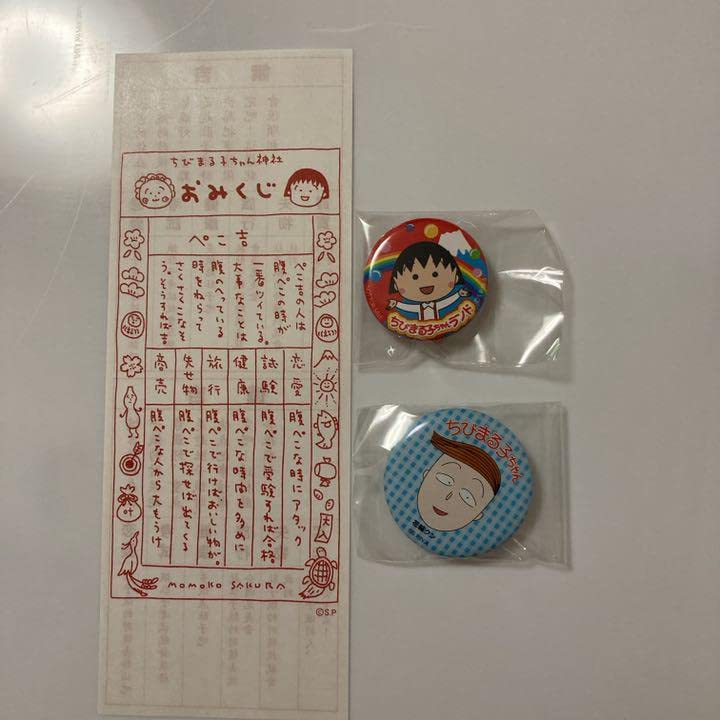 ちびまる子ちゃん神社
おみくじ
ぺこ吉
ぺこ吉の人は
腹ぺこの時が
一番ツイている。
大事なことは
腹のへっている
時をねらって
さくさくこなそ
う。そうすれば吉
恋愛
腹ぺこな時にアタック
試験
腹ぺこで受験すれば合格
健康
腹ぺこな時間を多めに
旅行
腹ぺこで行けばおいしい物が。
失せ物
腹ぺこで探せば出てくる
商売
腹ぺこな人から大もうけ
叶
大入
MOMOKO SAKURA
©S.P
ちびまる子ちゃんランド
ちびまる子ちゃん
花輪クン